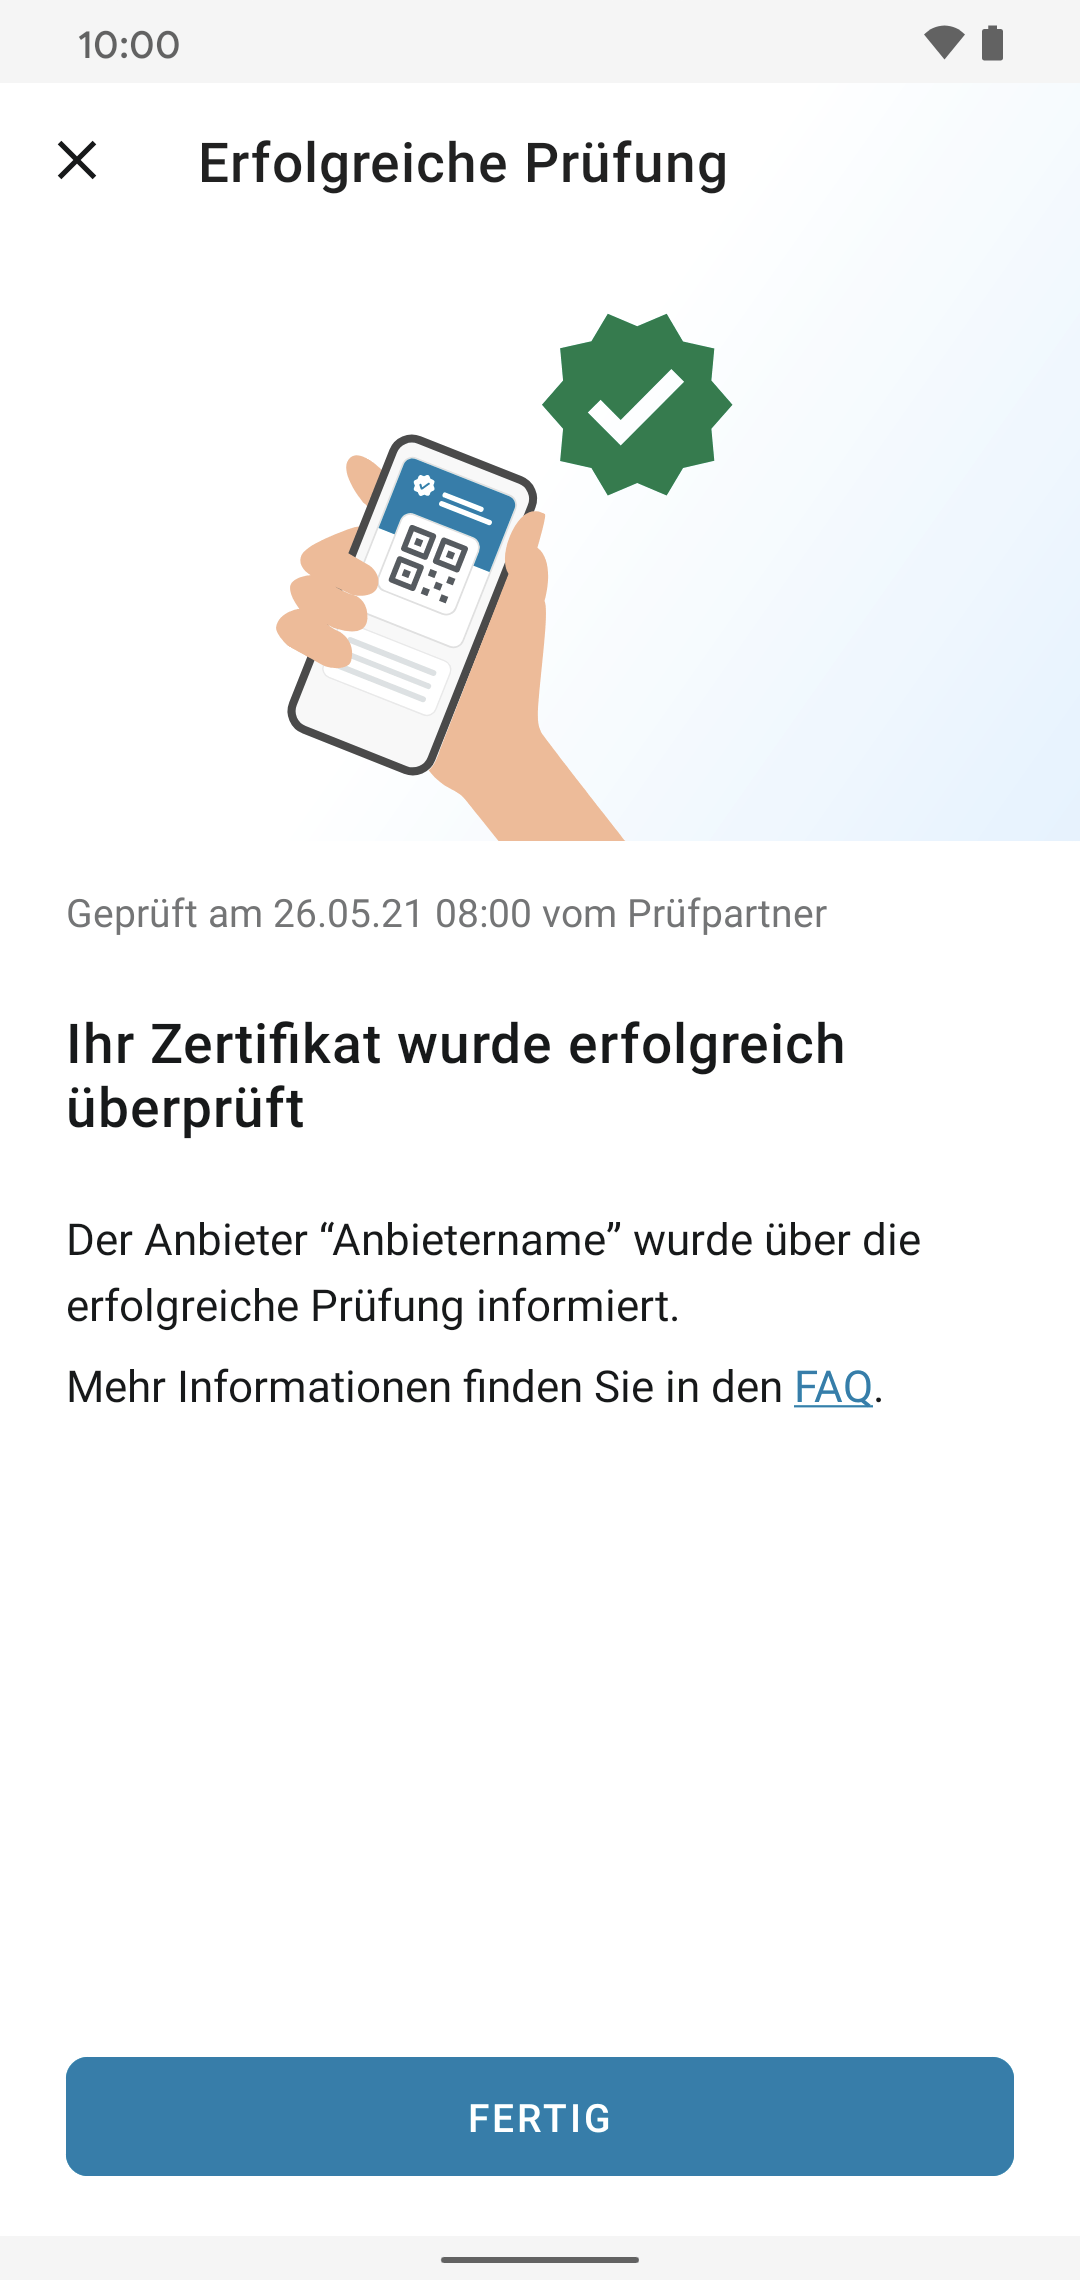 10:00
Erfolgreiche Prüfung
Geprüft am 26.05.21 08:00 vom Prüfpartner
Ihr Zertifikat wurde erfolgreich
überprüft
Der Anbieter “Anbietername” wurde über die
erfolgreiche Prüfung informiert.
Mehr Informationen finden Sie in den FAQ.
FERTIG